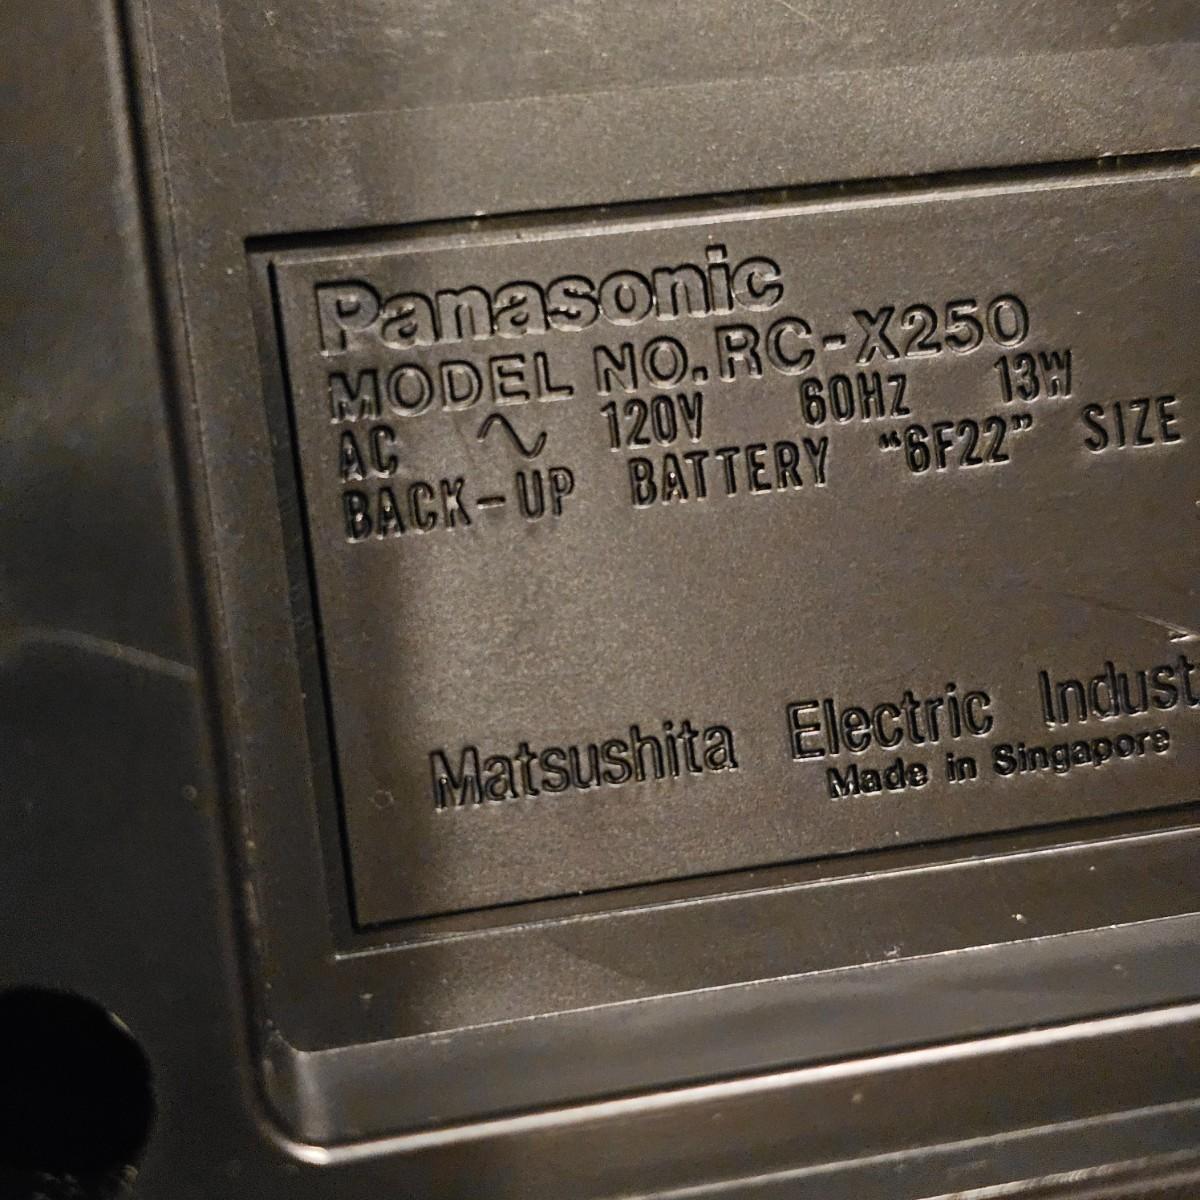 Panasonic
MODEL NO. RC-X250
AC ∿ 120V 60HZ 13W
BACK-UP BATTERY “6F22” SIZE
Matsushita Electric Indust
Made in Singapore